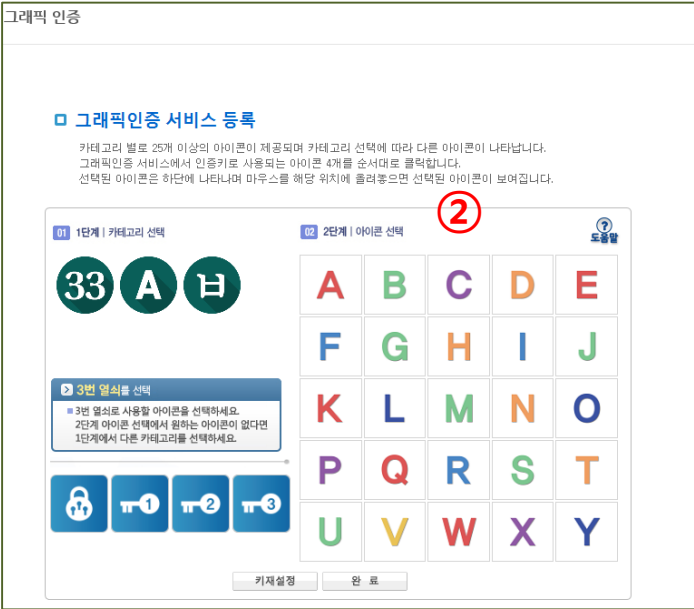 그래픽 인증
그래픽인증 서비스 등록
카테고리 별로 25개 이상의 아이콘이 제공되며 카테고리 선택에 따라 다른 아이콘이 나타납니다.
그래픽인증 서비스에서 인증키로 사용되는 아이콘 4개를 순서대로 클릭합니다.
선택된 아이콘은 하단에 나타나며 마우스를 해당 위치에 올려놓으면 선택된 아이콘이 보여집니다.
②
01 1단계 | 카테고리 선택
02 2단계 | 아이콘 선택
?
도움말
33 A ㅂ
A B C D E
F G H I J
K L M N O
P Q R S T
U V W X Y
3번 열쇠를 선택
3번 열쇠로 사용할 아이콘을 선택하세요.
2단계 아이콘 선택에서 원하는 아이콘이 없다면
1단계에서 다른 카테고리를 선택하세요.
1 2 3
키재설정 완 료